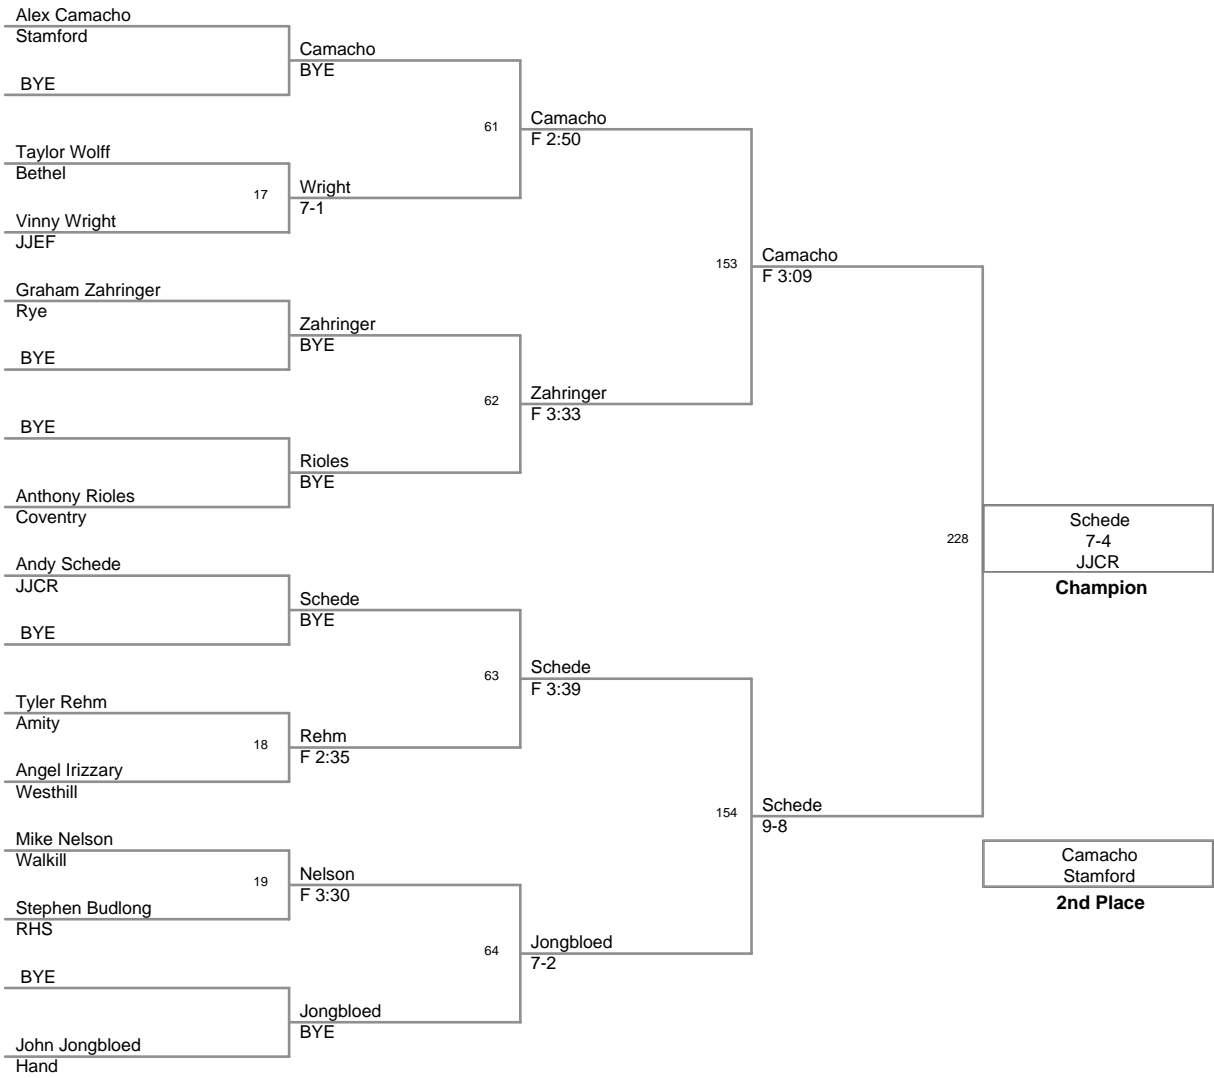 Alex Camacho
Stamford
BYE
Camacho
BYE
61
Camacho
F 2:50
Taylor Wolff
Bethel
17
Wright
7-1
Vinny Wright
JJEF
153
Camacho
F 3:09
Graham Zahringer
Rye
Zahringer
BYE
BYE
62
Zahringer
F 3:33
BYE
Rioles
BYE
Anthony Rioles
Coventry
228
Schede
7-4
JJCR
Champion
Andy Schede
JJCR
Schede
BYE
BYE
63
Schede
F 3:39
Tyler Rehm
Amity
18
Rehm
F 2:35
Angel Irizzary
Westhill
154
Schede
9-8
Mike Nelson
Walkill
19
Nelson
F 3:30
Stephen Budlong
RHS
Camacho
Stamford
2nd Place
64
Jongbloed
7-2
BYE
Jongbloed
BYE
John Jongbloed
Hand